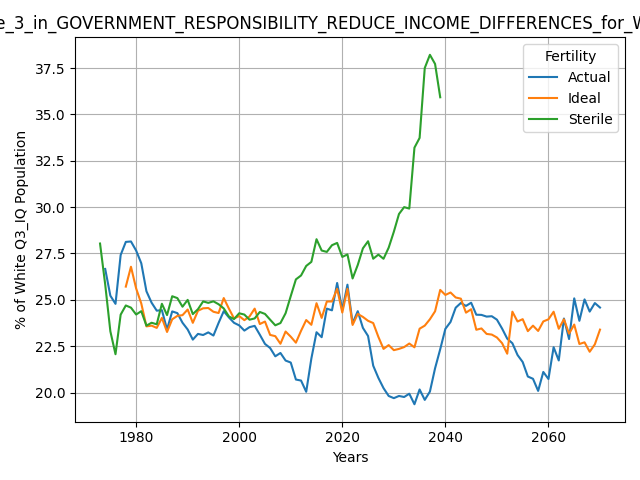 e_3_in_GOVERNMENT_RESPONSIBILITY_REDUCE_INCOME_DIFFERENCES_for_W
% of White Q3_IQ Population
37.5
35.0
32.5
30.0
27.5
25.0
22.5
20.0
Fertility
Actual
Ideal
Sterile
1980
2000
2020
2040
2060
Years